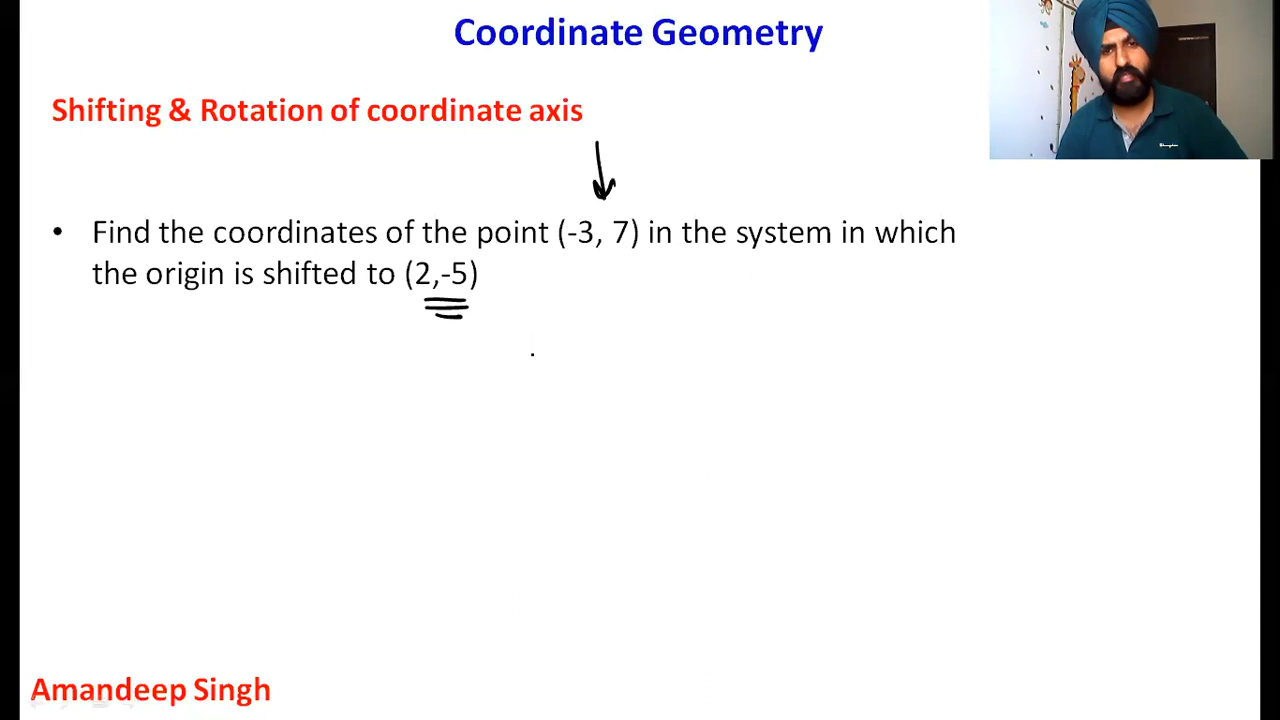 Coordinate Geometry
Shifting & Rotation of coordinate axis
• Find the coordinates of the point (-3, 7) in the system in which
the origin is shifted to (2,-5)
Amandeep Singh